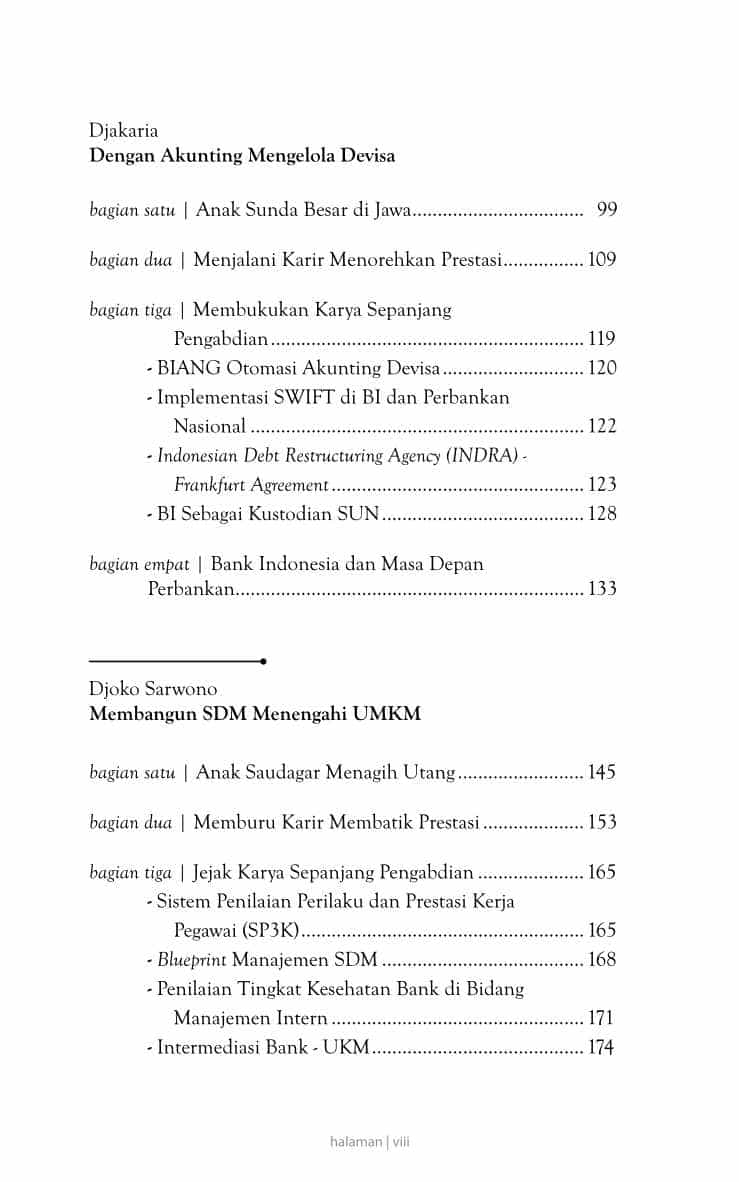 Djakaria
Dengan Akunting Mengelola Devisa
bagian satu | Anak Sunda Besar di Jawa.................................. 99
bagian dua | Menjalani Karir Menorehkan Prestasi................ 109
bagian tiga | Membukukan Karya Sepanjang
Pengabdian.............................................................. 119
- BIANG Otomasi Akunting Devisa............................ 120
- Implementasi SWIFT di BI dan Perbankan
Nasional .................................................................. 122
- Indonesian Debt Restructuring Agency (INDRA) -
Frankfurt Agreement.................................................. 123
- BI Sebagai Kustodian SUN........................................ 128
bagian empat | Bank Indonesia dan Masa Depan
Perbankan..................................................................... 133
Djoko Sarwono
Membangun SDM Menengahi UMKM
bagian satu | Anak Saudagar Menagih Utang......................... 145
bagian dua | Memburu Karir Membatik Prestasi.................... 153
bagian tiga | Jejak Karya Sepanjang Pengabdian ..................... 165
- Sistem Penilaian Perilaku dan Prestasi Kerja
Pegawai (SP3K)........................................................ 165
- Blueprint Manajemen SDM ........................................ 168
- Penilaian Tingkat Kesehatan Bank di Bidang
Manajemen Intern .................................................. 171
- Intermediasi Bank - UKM.......................................... 174
halaman | viii